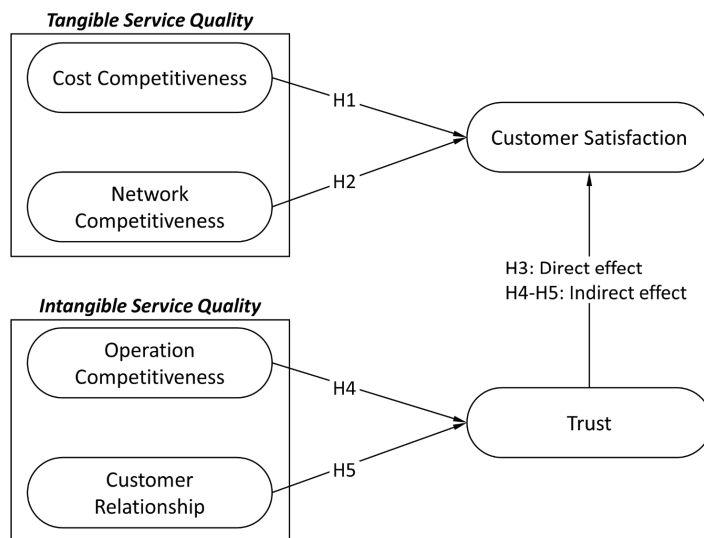 Tangible Service Quality
Cost Competitiveness
H1
Customer Satisfaction
H2
Network
Competitiveness
H3: Direct effect
H4-H5: Indirect effect
Intangible Service Quality
Operation
Competitiveness
H4
Trust
H5
Customer
Relationship